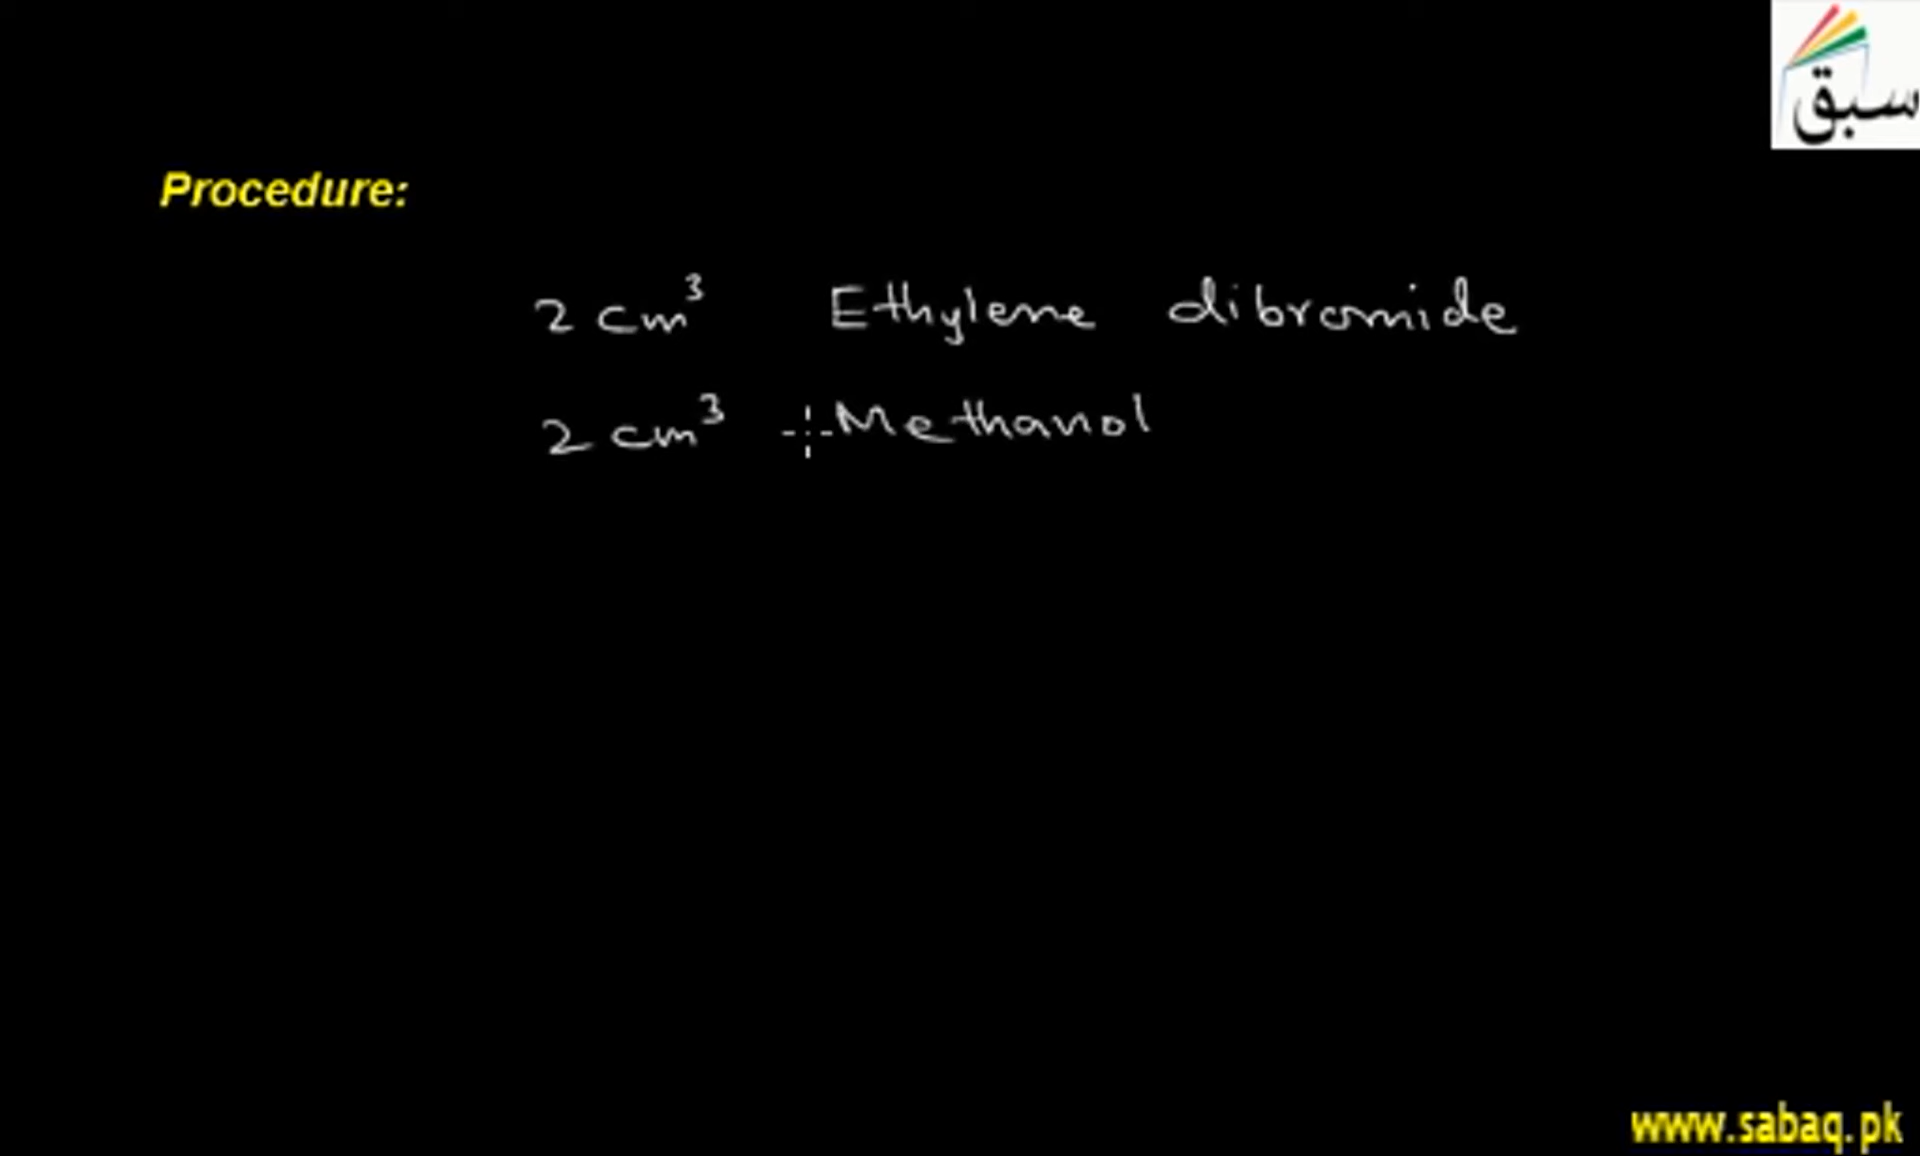 سبق
Procedure:
2 cm³ Ethylene dibromide
2 cm³ Methanol
www.sabaq.pk